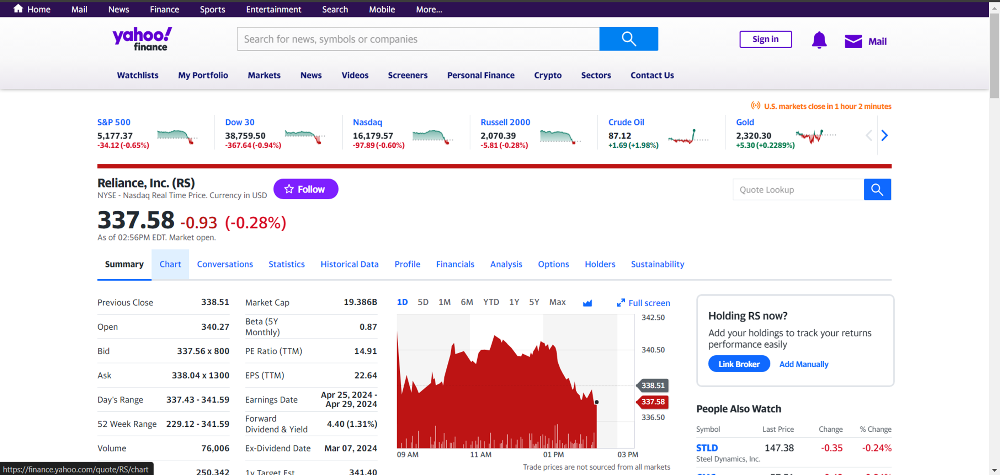 Home Mail News Finance Sports Entertainment Search Mobile More...
yahoo!
finance
Search for news, symbols or companies
Sign in
Mail
Watchlists My Portfolio Markets News Videos Screeners Personal Finance Crypto Sectors Contact Us
U.S. markets close in 1 hour 2 minutes
S&P 500
5,177.37
-34.12 (-0.65%)
Dow 30
38,759.50
-367.64 (-0.94%)
Nasdaq
16,179.57
-97.89 (-0.60%)
Russell 2000
2,070.39
-5.81 (-0.28%)
Crude Oil
87.12
+1.69 (+1.98%)
Gold
2,320.30
+5.30 (+0.2289%)
Reliance, Inc. (RS)
NYSE - Nasdaq Real Time Price. Currency in USD
Follow
Quote Lookup
337.58 -0.93 (-0.28%)
As of 02:56PM EDT. Market open.
Summary Chart Conversations Statistics Historical Data Profile Financials Analysis Options Holders Sustainability
Previous Close 338.51
Open 340.27
Bid 337.56 x 800
Ask 338.04 x 1300
Day's Range 337.43 - 341.59
52 Week Range 229.12 - 341.59
Volume 76,006
250,342
Market Cap 19.386B
Beta (5Y
Monthly) 0.87
PE Ratio (TTM) 14.91
EPS (TTM) 22.64
Earnings Date Apr 25, 2024 -
Apr 29, 2024
Forward
Dividend & Yield 4.40 (1.31%)
Ex-Dividend Date Mar 07, 2024
1y Target Est 341.40
1D 5D 1M 6M YTD 1Y 5Y Max
Full screen
342.50
340.50
338.51
337.58
336.50
09 AM 11 AM 01 PM 03 PM
Trade prices are not sourced from all markets
Holding RS now?
Add your holdings to track your returns
performance easily
Link Broker Add Manually
People Also Watch
Symbol Last Price Change % Change
STLD 147.38 -0.35 -0.24%
Steel Dynamics, Inc.
https://finance.yahoo.com/quote/RS/chart